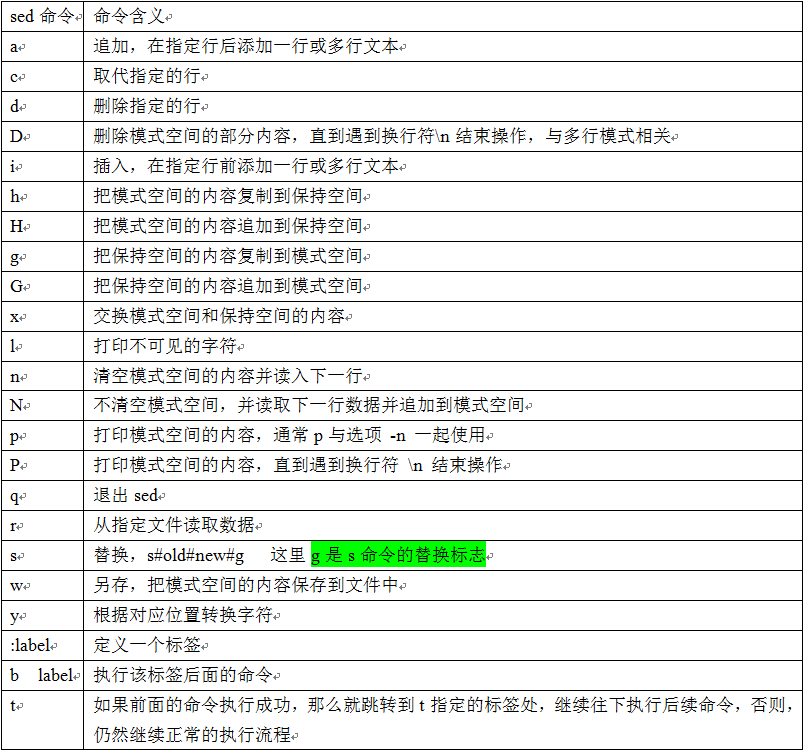 sed 命令 命令含义
a 追加，在指定行后添加一行或多行文本
c 取代指定的行
d 删除指定的行
D 删除模式空间的部分内容，直到遇到换行符\n 结束操作，与多行模式相关
i 插入，在指定行前添加一行或多行文本
h 把模式空间的内容复制到保持空间
H 把模式空间的内容追加到保持空间
g 把保持空间的内容复制到模式空间
G 把保持空间的内容追加到模式空间
x 交换模式空间和保持空间的内容
l 打印不可见的字符
n 清空模式空间的内容并读入下一行
N 不清空模式空间，并读取下一行数据并追加到模式空间
p 打印模式空间的内容，通常 p 与选项 -n 一起使用
P 打印模式空间的内容，直到遇到换行符 \n 结束操作
q 退出 sed
r 从指定文件读取数据
s 替换，s#old#new#g 这里 g 是 s 命令的替换标志
w 另存，把模式空间的内容保存到文件中
y 根据对应位置转换字符
:label 定义一个标签
b label 执行该标签后面的命令
t 如果前面的命令执行成功，那么就跳转到 t 指定的标签处，继续往下执行后续命令，否则，
仍然继续正常的执行流程